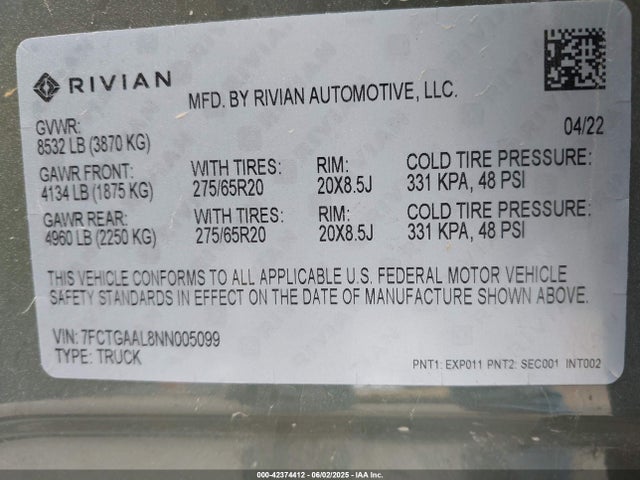 RIVIAN
MFD. BY RIVIAN AUTOMOTIVE, LLC.
04/22
GVWR:
8532 LB (3870 KG)
GAWR FRONT: WITH TIRES: RIM: COLD TIRE PRESSURE:
4134 LB (1875 KG) 275/65R20 20X8.5J 331 KPA, 48 PSI
GAWR REAR: WITH TIRES: RIM: COLD TIRE PRESSURE:
4960 LB (2250 KG) 275/65R20 20X8.5J 331 KPA, 48 PSI
THIS VEHICLE CONFORMS TO ALL APPLICABLE U.S. FEDERAL MOTOR VEHICLE
SAFETY STANDARDS IN EFFECT ON THE DATE OF MANUFACTURE SHOWN ABOVE.
VIN: 7FCTGAAL8NN005099
TYPE: TRUCK
PNT1: EXP011 PNT2: SEC001 INT002
000-42374412 | 06/02/2025 | IAA Inc.